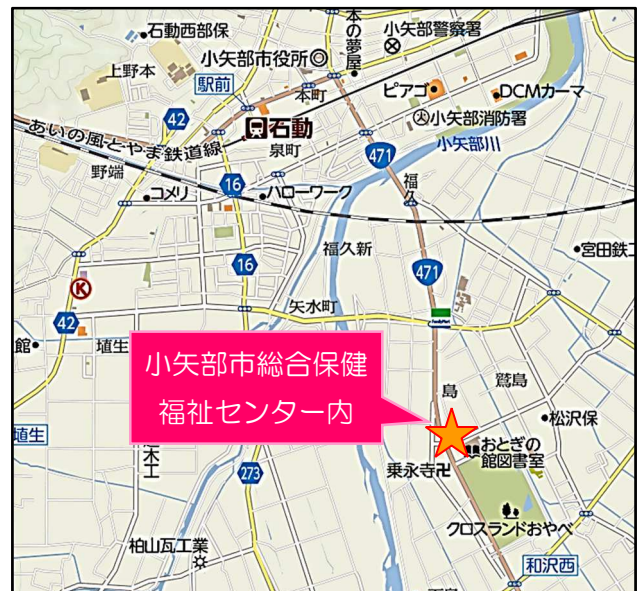 石動西部保
本の夢屋
小矢部警察署
小矢部市役所
上野本
駅前
本町
ピアゴ
DCMカーマ
42
石動
小矢部消防署
あいの風とやま鉄道線
泉町
小矢部川
471
野端
16
福久
コメリ
ハローワーク
福久新
宮田鉄工
16
471
K
矢水町
42
FamilyMart
館
埴生
小矢部市総合保健
福祉センター内
鷲島
島
松沢保
埴生
おとぎの
館図書室
乗永寺
273
クロスランドおやべ
柏山瓦工業
和沢西